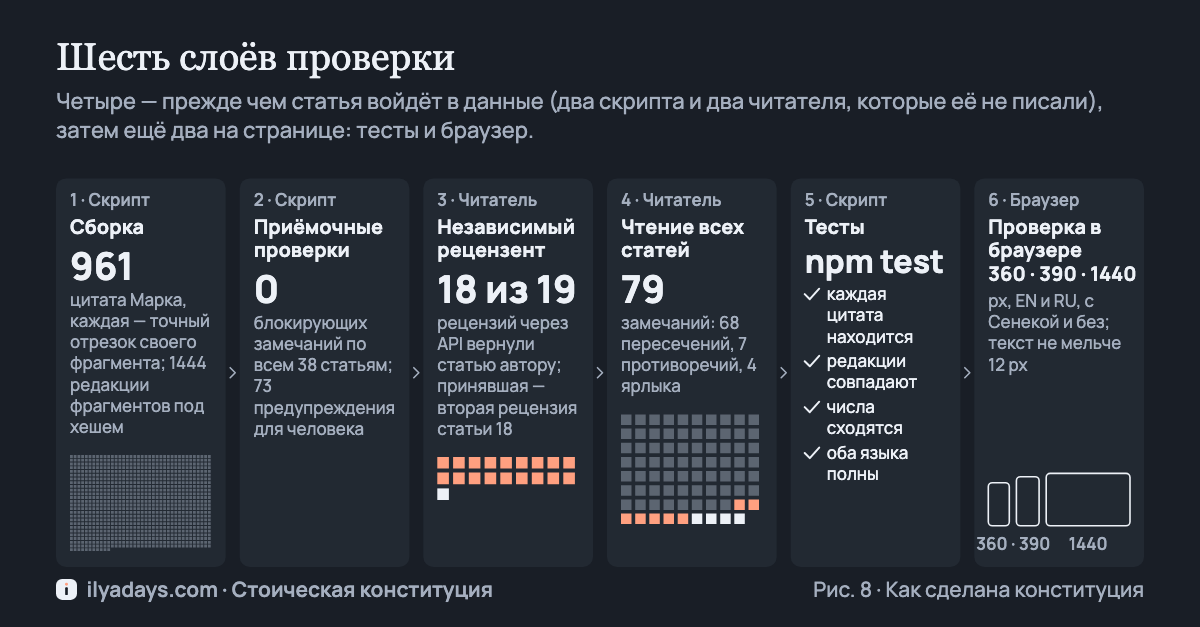 Шесть слоёв проверки
Четыре — прежде чем статья войдёт в данные (два скрипта и два читателя, которые её не писали),
затем ещё два на странице: тесты и браузер.
1 · Скрипт
Сборка
961
цитата Марка,
каждая — точный
отрезок своего
фрагмента; 1444
редакции
фрагментов под
хешем
2 · Скрипт
Приёмочные
проверки
0
блокирующих
замечаний по
всем 38 статьям;
73
предупреждения
для человека
3 · Читатель
Независимый
рецензент
18 из 19
рецензий через
API вернули
статью автору;
принявшая —
вторая рецензия
статьи 18
4 · Читатель
Чтение всех
статей
79
замечаний: 68
пересечений, 7
противоречий, 4
ярлыка
5 · Скрипт
Тесты
npm test
каждая
цитата
находится
редакции
совпадают
числа
сходятся
оба языка
полны
6 · Браузер
Проверка в
браузере
360 · 390 · 1440
px, EN и RU, с
Сенекой и без;
текст не мельче
12 px
360 · 390 1440
ilyadays.com · Стоическая конституция
Рис. 8 · Как сделана конституция